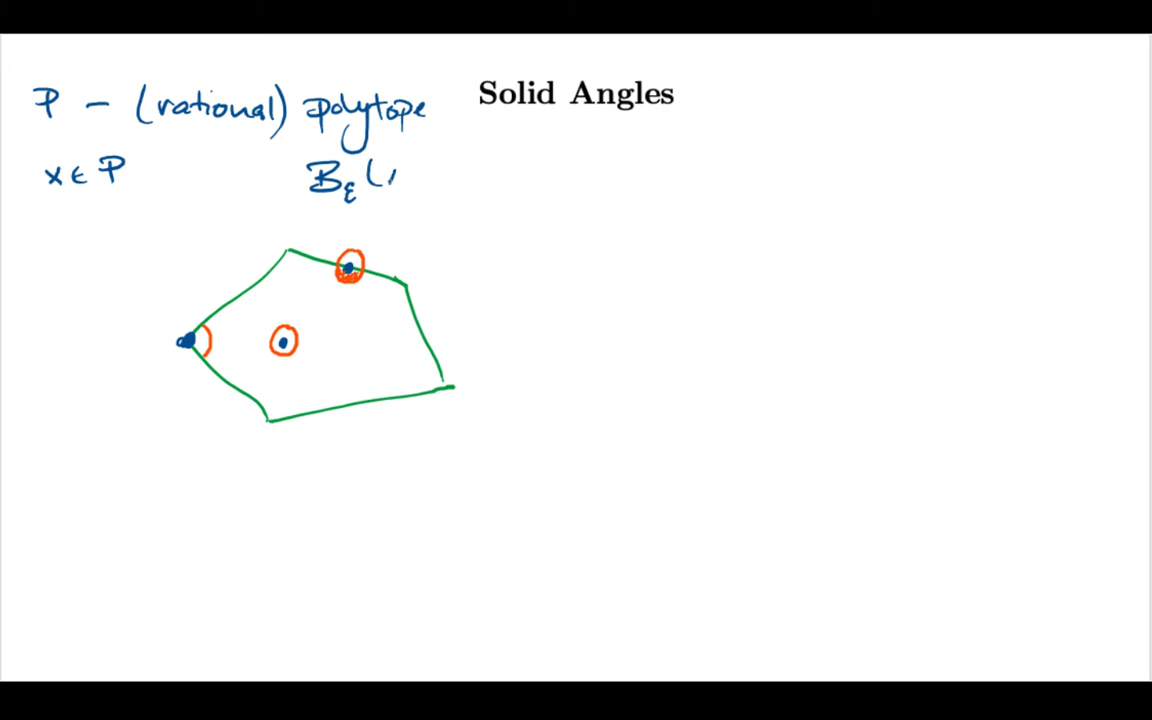 Solid Angles
P – (rational) polytope
x ∈ P B_ε (